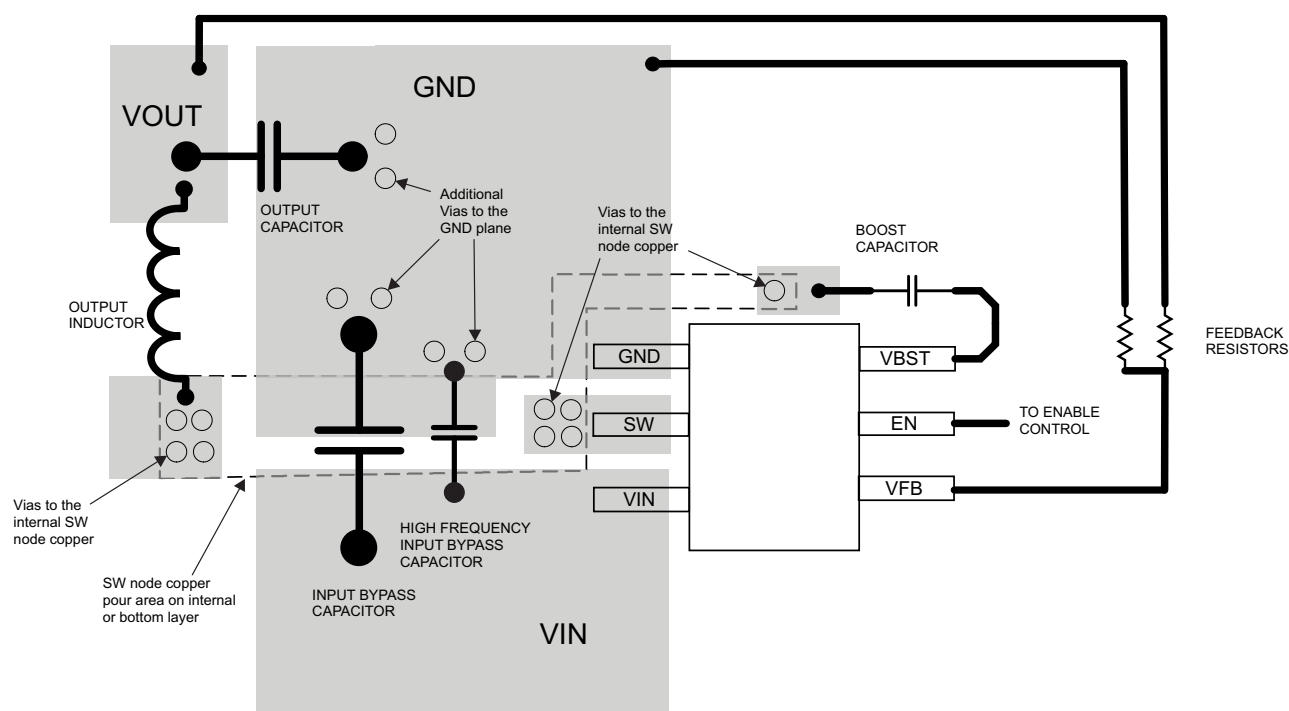 GND
VOUT
OUTPUT
CAPACITOR
Additional
Vias to the
GND plane
Vias to the
internal SW
node copper
BOOST
CAPACITOR
OUTPUT
INDUCTOR
FEEDBACK
RESISTORS
GND
VBST
SW
EN
TO ENABLE
CONTROL
VIN
VFB
Vias to the
internal SW
node copper
HIGH FREQUENCY
INPUT BYPASS
CAPACITOR
SW node copper
pour area on internal
or bottom layer
INPUT BYPASS
CAPACITOR
VIN